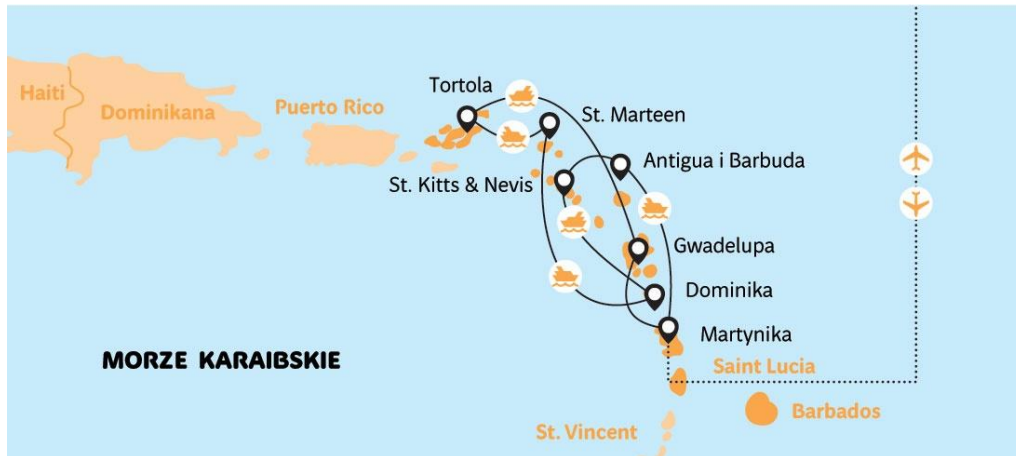 Haiti
Dominikana
Puerto Rico
Tortola
St. Marteen
Antigua i Barbuda
St. Kitts & Nevis
Gwadelupa
Dominika
Martynika
MORZE KARAIBSKIE
Saint Lucia
Barbados
St. Vincent